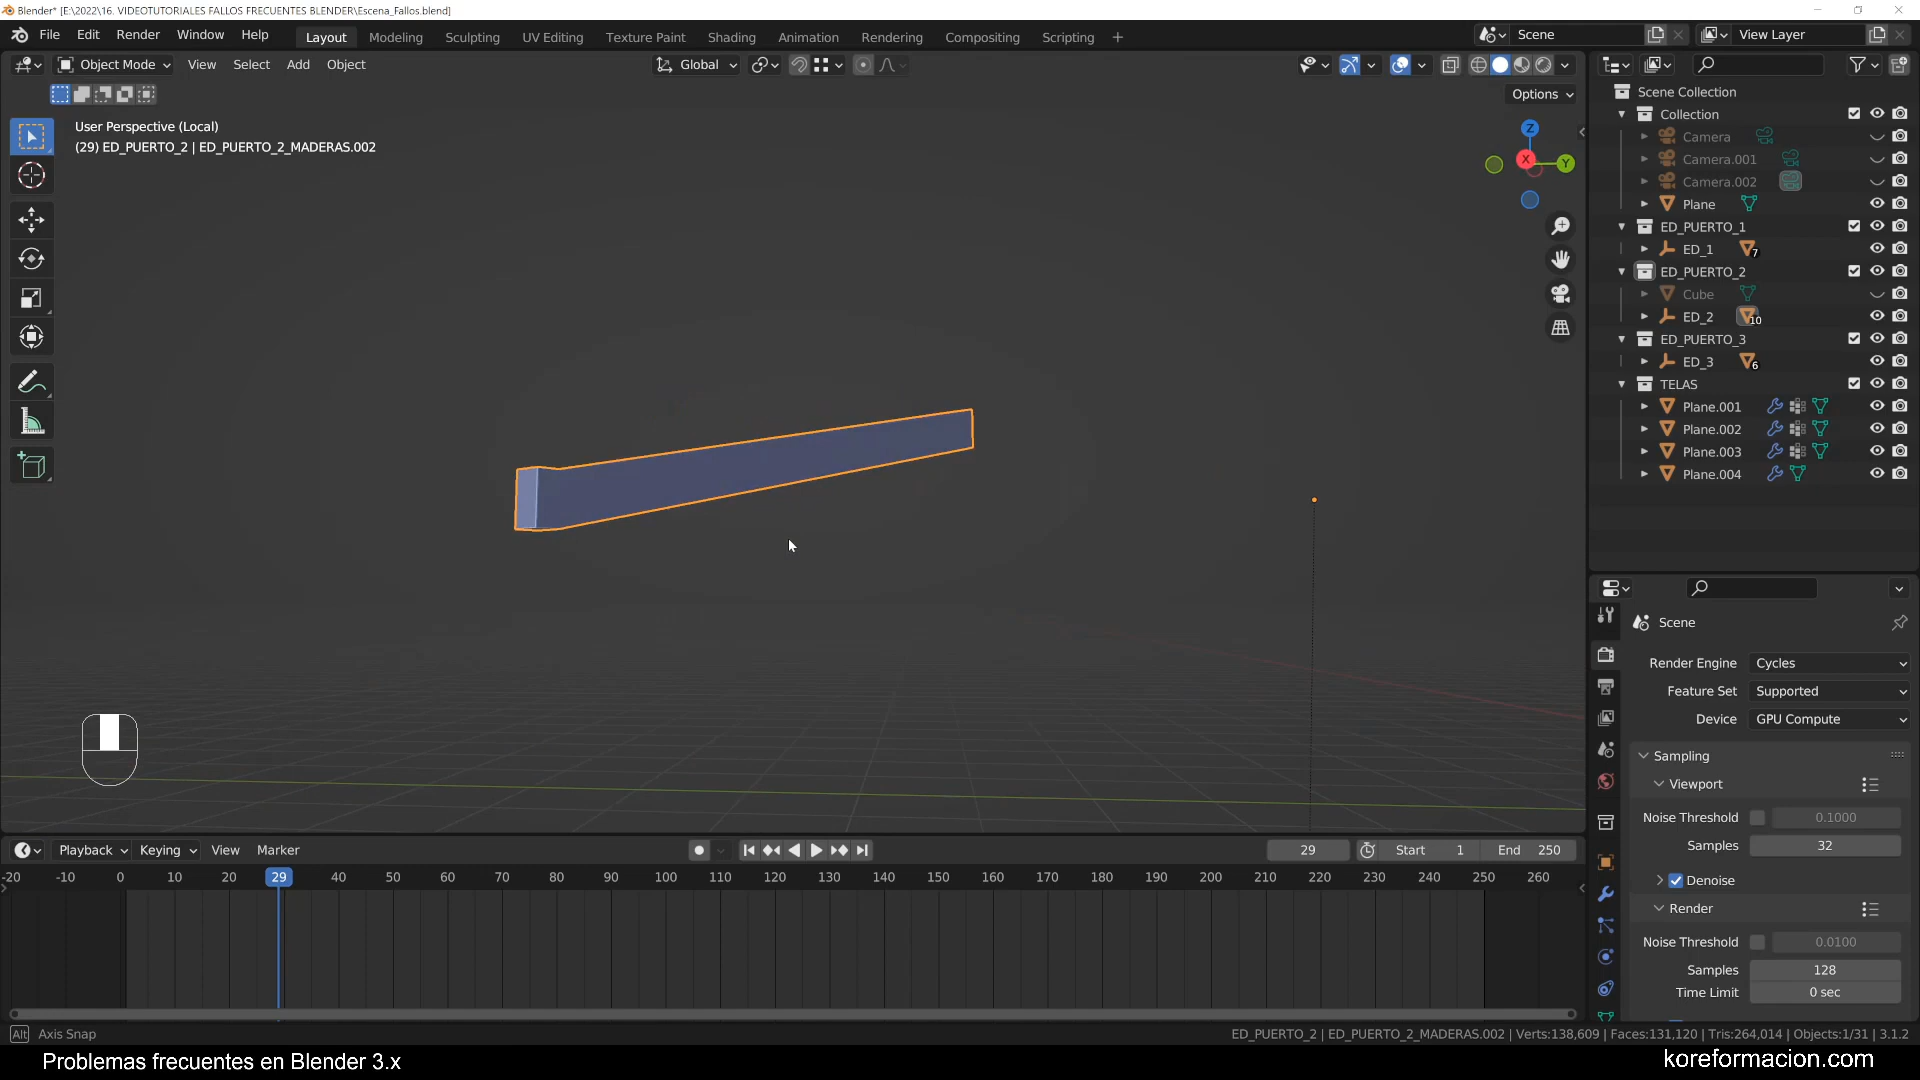 Blender* [E:\2022\16. VIDEOTUTORIALES FALLOS FRECUENTES BLENDER\Escena_Fallos.blend]
File Edit Render Window Help Layout Modeling Sculpting UV Editing Texture Paint Shading Animation Rendering Compositing Scripting + Scene View Layer
Object Mode View Select Add Object Global
Options
User Perspective (Local)
(29) ED_PUERTO_2 | ED_PUERTO_2_MADERAS.002
Z
X
Y
Scene Collection
Collection
Camera
Camera.001
Camera.002
Plane
ED_PUERTO_1
ED_1 7
ED_PUERTO_2
Cube
ED_2 10
ED_PUERTO_3
ED_3 6
TELAS
Plane.001
Plane.002
Plane.003
Plane.004
Scene
Render Engine Cycles
Feature Set Supported
Device GPU Compute
Sampling
Viewport
Noise Threshold 0.1000
Samples 32
Denoise
Render
Noise Threshold 0.0100
Samples 128
Time Limit 0 sec
Playback Keying View Marker 29 Start 1 End 250
-20 -10 0 10 20 29 40 50 60 70 80 90 100 110 120 130 140 150 160 170 180 190 200 210 220 230 240 250 260
Alt Axis Snap
ED_PUERTO_2 | ED_PUERTO_2_MADERAS.002 | Verts:138,609 | Faces:131,120 | Tris:264,014 | Objects:1/31 | 3.1.2
Problemas frecuentes en Blender 3.x
koreformacion.com